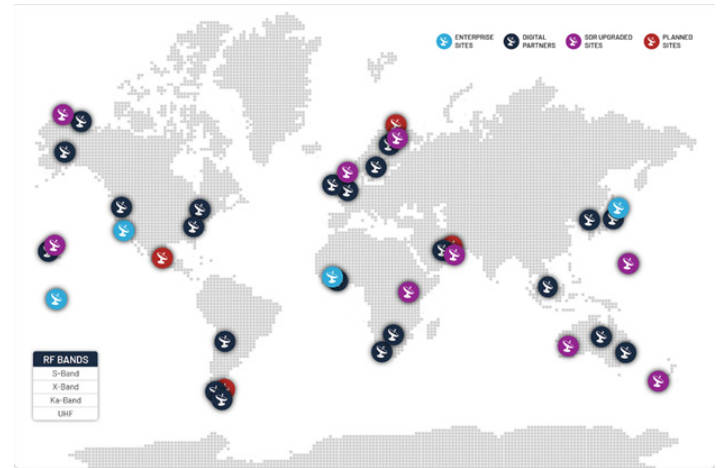 ENTERPRISE
SITES
DIGITAL
PARTNERS
SDR UPGRADED
SITES
PLANNED
SITES
RF BANDS
S-Band
X-Band
Ka-Band
UHF